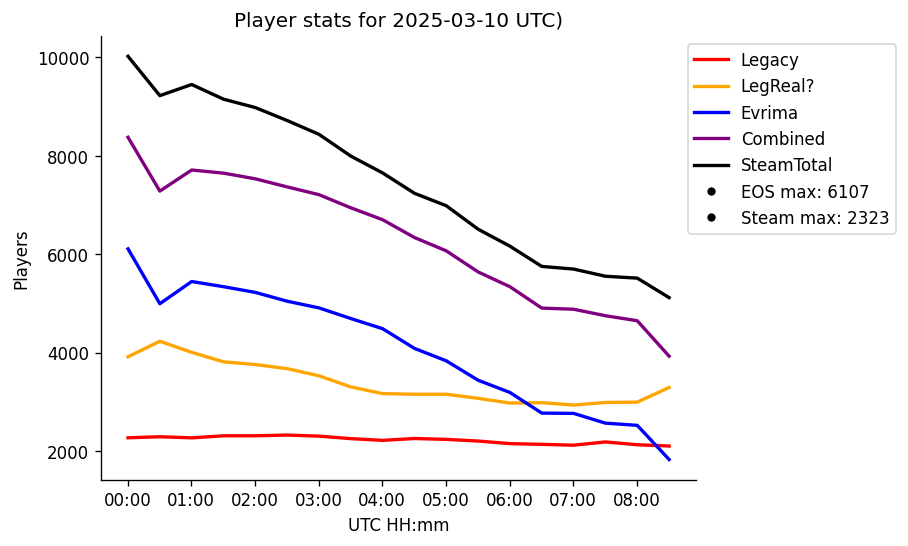 Player stats for 2025-03-10 UTC)
Players
10000
8000
6000
4000
2000
00:00 01:00 02:00 03:00 04:00 05:00 06:00 07:00 08:00
UTC HH:mm
Legacy
LegReal?
Evrima
Combined
SteamTotal
EOS max: 6107
Steam max: 2323